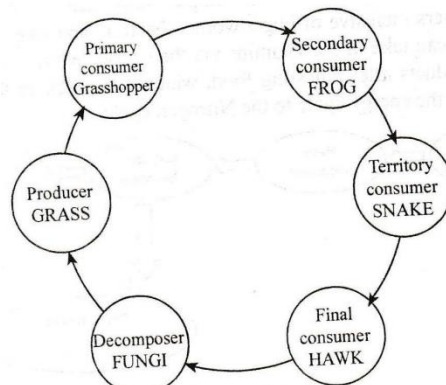 Primary
consumer
Grasshopper
Secondary
consumer
FROG
Territory
consumer
SNAKE
Final
consumer
HAWK
Decomposer
FUNGI
Producer
GRASS